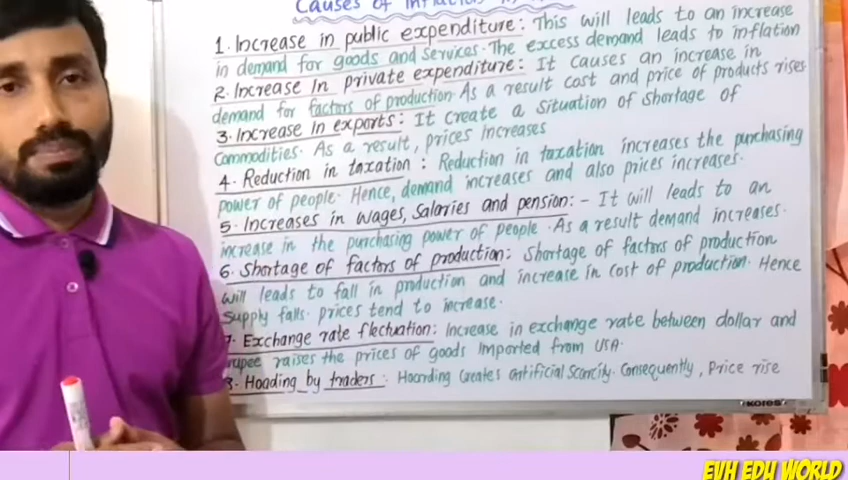 Causes of Inflation
1. Increase in public expenditure: This will leads to an increase
in demand for goods and services. The excess demand leads to inflation
2. Increase In private expenditure: It causes an increase in
demand for factors of production. As a result cost and price of products rises
3. Increase in exports: It create a situation of shortage of
Commodities. As a result, prices increases
4. Reduction in taxation: Reduction in taxation increases the purchasing
power of people. Hence, demand increases and also prices increases.
5. Increases in wages, Salaries and pension: - It will leads to an
increase in the purchasing power of people. As a result demand increases.
6. Shortage of factors of production: Shortage of factors of production
will leads to fall in production and increase in cost of production. Hence
Supply falls. prices tend to increase.
7. Exchange rate flectuation: Increase in exchange rate between dollar and
rupee raises the prices of goods Imported from USA.
8. Hoading by traders: Hoarding Creates artificial Scarcity. Consequently, Price rise
KORES
EVH EDU WORLD